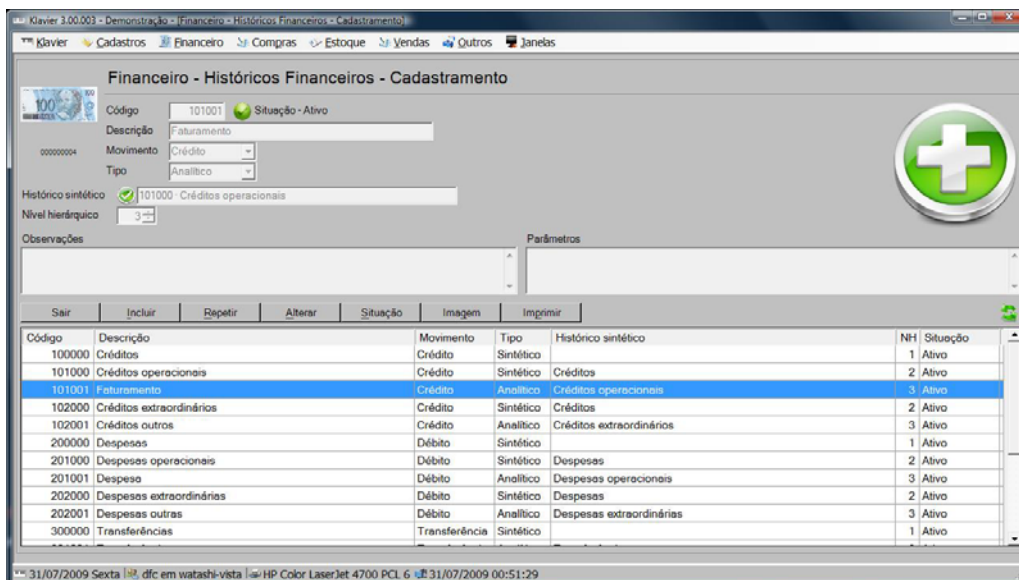 Klavier 3.00.003 - Demonstração - [Financeiro - Históricos Financeiros - Cadastramento]
Klavier Cadastros Financeiro Compras Estoque Vendas Outros Janelas
Financeiro - Históricos Financeiros - Cadastramento
100
Código 101001 Situação - Ativo
Descrição Faturamento
000000004 Movimento Crédito
Tipo Analítico
Histórico sintético 101000 - Créditos operacionais
Nível hierárquico 3
Observações Parâmetros
Sair Incluir Repetir Alterar Situação Imagem Imprimir
Código Descrição Movimento Tipo Histórico sintético NH Situação
100000 Créditos Crédito Sintético 1 Ativo
101000 Créditos operacionais Crédito Sintético Créditos 2 Ativo
101001 Faturamento Crédito Analítico Créditos operacionais 3 Ativo
102000 Créditos extraordinários Crédito Sintético Créditos 2 Ativo
102001 Créditos outros Crédito Analítico Créditos extraordinários 3 Ativo
200000 Despesas Débito Sintético 1 Ativo
201000 Despesas operacionais Débito Sintético Despesas 2 Ativo
201001 Despesa Débito Analítico Despesas operacionais 3 Ativo
202000 Despesas extraordinárias Débito Sintético Despesas 2 Ativo
202001 Despesas outras Débito Analítico Despesas extraordinárias 3 Ativo
300000 Transferências Transferência Sintético 1 Ativo
31/07/2009 Sexta dfc em watashi-vista HP Color LaserJet 4700 PCL 6 31/07/2009 00:51:29